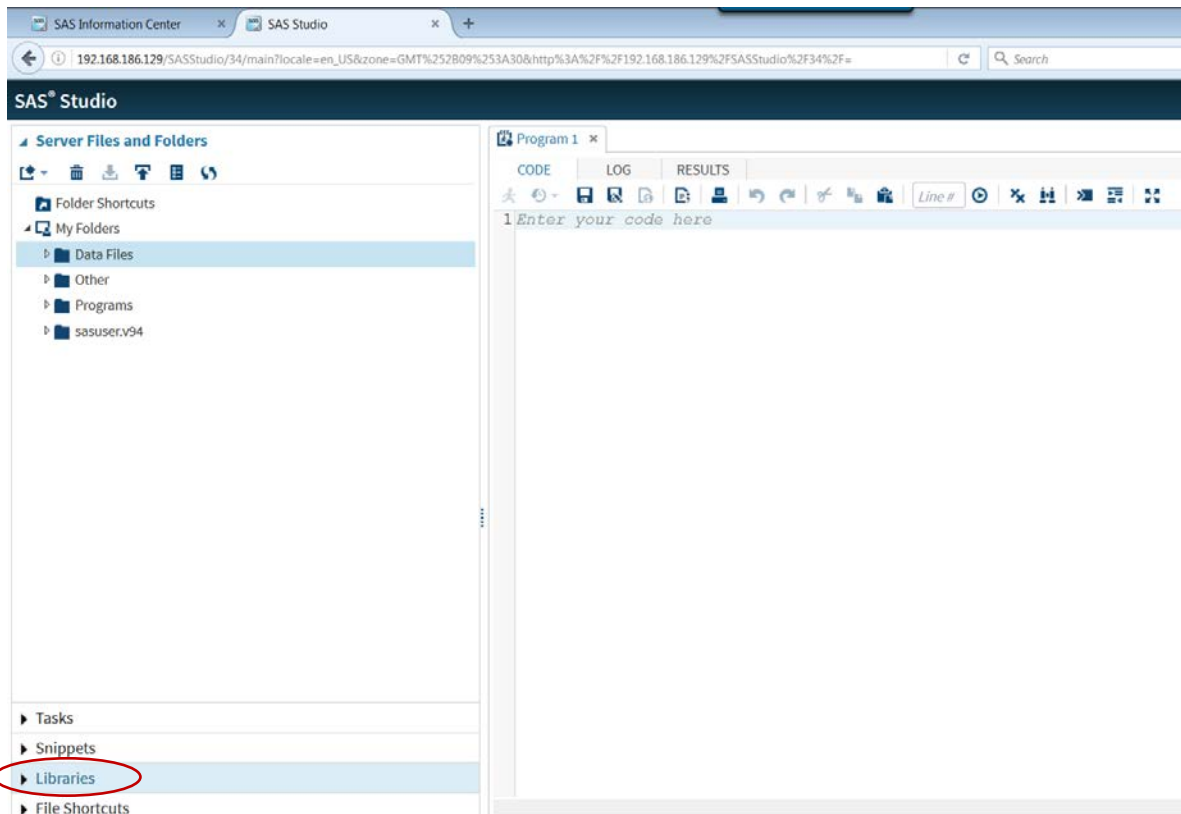 SAS Information Center
SAS Studio
192.168.186.129/SASStudio/34/main?locale=en_US&zone=GMT%252B09%253A30&http%3A%2F%2F192.168.186.129%2FSASStudio%2F34%2F=
Search
SAS® Studio
Server Files and Folders
Folder Shortcuts
My Folders
Data Files
Other
Programs
sasuser.v94
Tasks
Snippets
Libraries
File Shortcuts
Program 1
CODE LOG RESULTS
Line #
1 Enter your code here